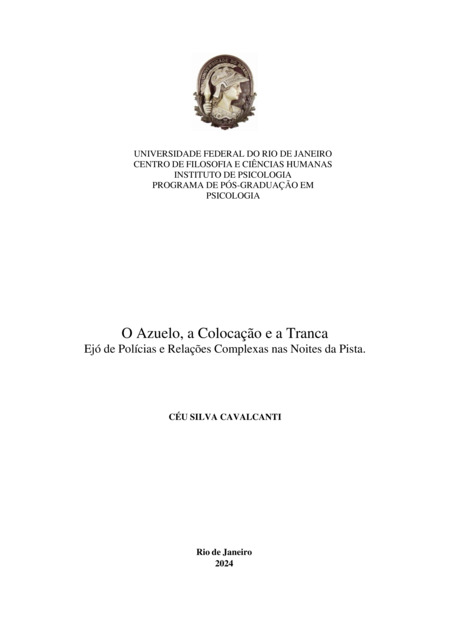 UNIVERSIDADE FEDERAL DO RIO DE JANEIRO
CENTRO DE FILOSOFIA E CIÊNCIAS HUMANAS
INSTITUTO DE PSICOLOGIA
PROGRAMA DE PÓS-GRADUAÇÃO EM
PSICOLOGIA
O Azuelo, a Colocação e a Tranca
Ejó de Polícias e Relações Complexas nas Noites da Pista.
CÉU SILVA CAVALCANTI
Rio de Janeiro
2024